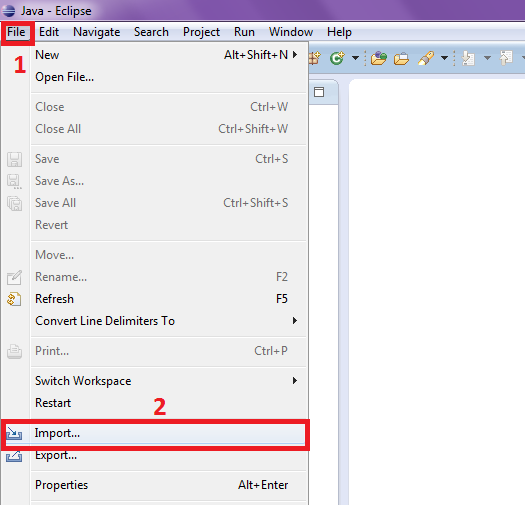 Java - Eclipse
File Edit Navigate Search Project Run Window Help
1
New Alt+Shift+N
Open File...
Close Ctrl+W
Close All Ctrl+Shift+W
Save Ctrl+S
Save As...
Save All Ctrl+Shift+S
Revert
Move...
Rename... F2
Refresh F5
Convert Line Delimiters To
Print... Ctrl+P
Switch Workspace
Restart
2
Import...
Export...
Properties Alt+Enter